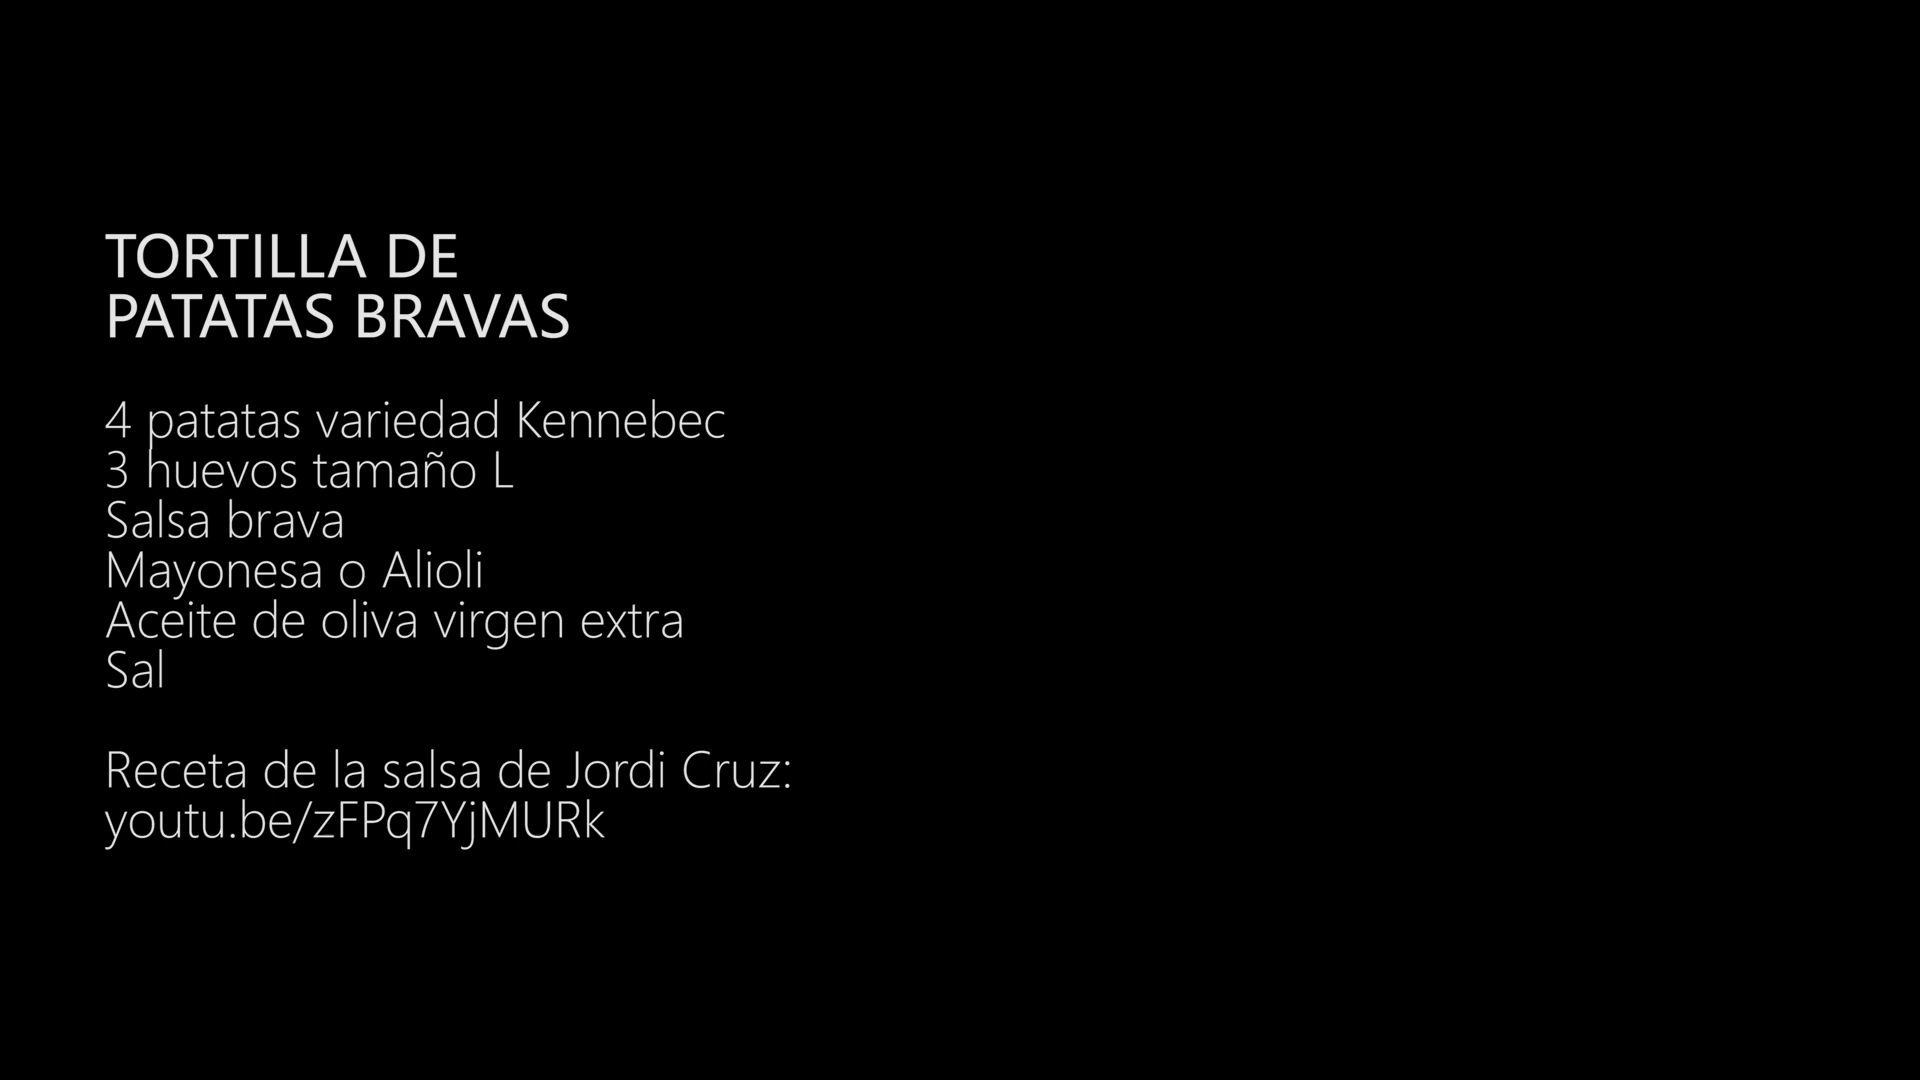 TORTILLA DE
PATATAS BRAVAS
4 patatas variedad Kennebec
3 huevos tamaño L
Salsa brava
Mayonesa o Alioli
Aceite de oliva virgen extra
Sal
Receta de la salsa de Jordi Cruz:
youtu.be/zFPq7YjMURk